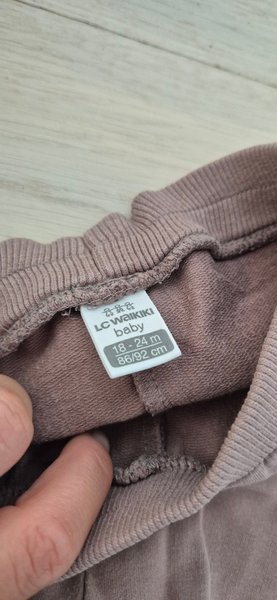 LC WAIKIKI
baby
18 - 24 m
86/92 cm